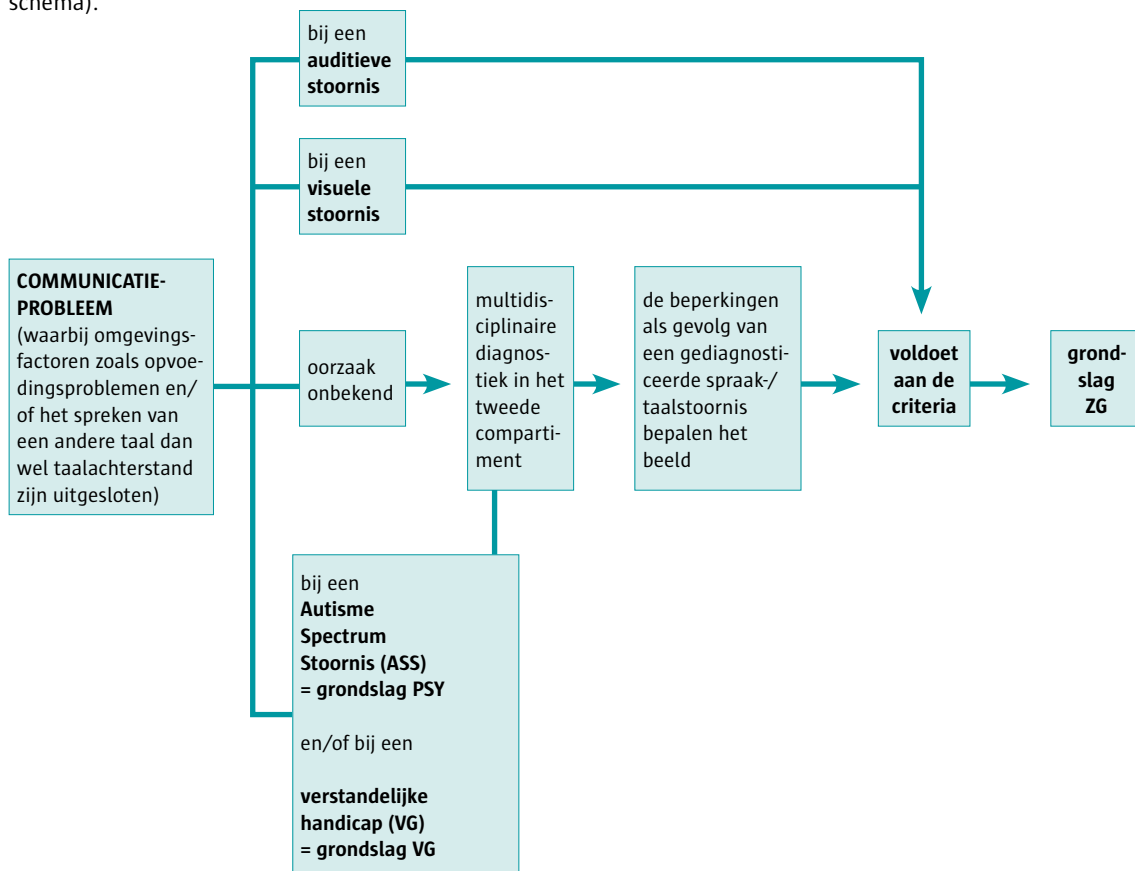 schema).
bij een
auditieve
stoornis
bij een
visuele
stoornis
COMMUNICATIE-
PROBLEEM
(waarbij omgevings-
factoren zoals opvoe-
dingsproblemen en/
of het spreken van
een andere taal dan
wel taalachterstand
zijn uitgesloten)
oorzaak
onbekend
multidis-
ciplinaire
diagnos-
tiek in het
tweede
comparti-
ment
de beperkingen
als gevolg van
een gediagnosti-
ceerde spraak-/
taalstoornis
bepalen het
beeld
voldoet
aan de
criteria
grond-
slag
ZG
bij een
Autisme
Spectrum
Stoornis (ASS)
= grondslag PSY
en/of bij een
verstandelijke
handicap (VG)
= grondslag VG